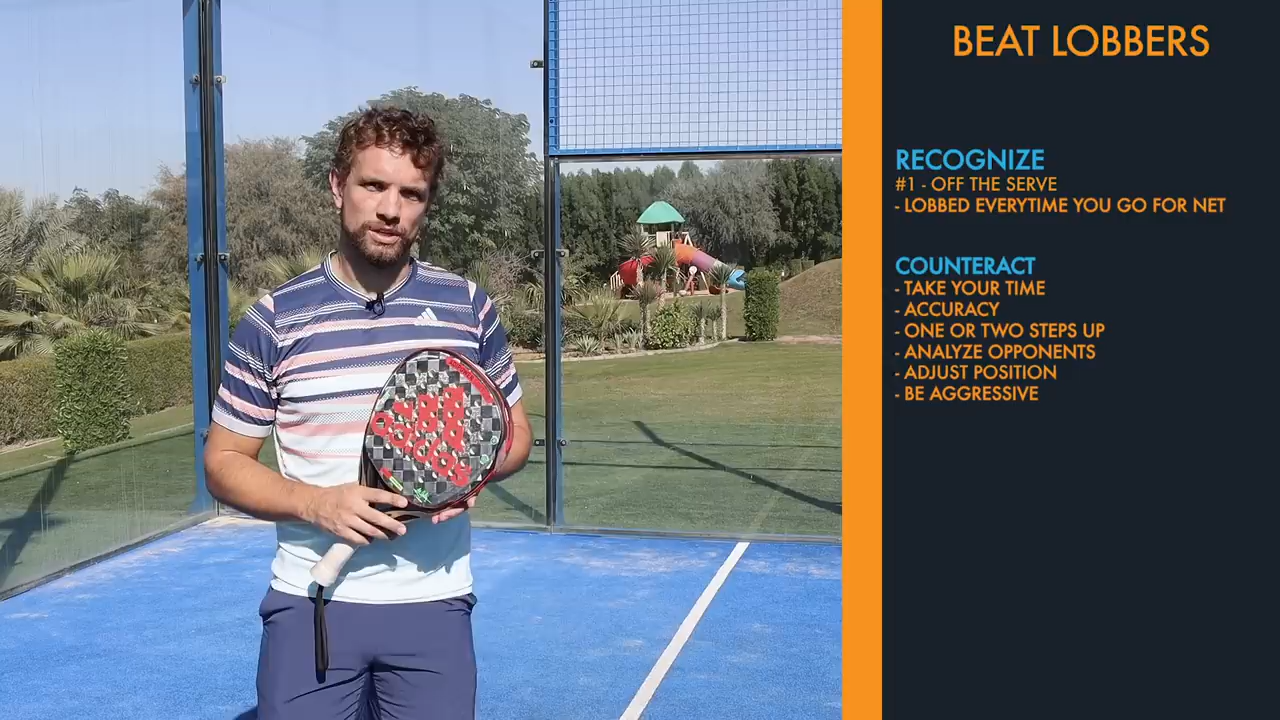 BEAT LOBBERS
RECOGNIZE
#1 - OFF THE SERVE
- LOBBED EVERYTIME YOU GO FOR NET
COUNTERACT
- TAKE YOUR TIME
- ACCURACY
- ONE OR TWO STEPS UP
- ANALYZE OPPONENTS
- ADJUST POSITION
- BE AGGRESSIVE
adidas